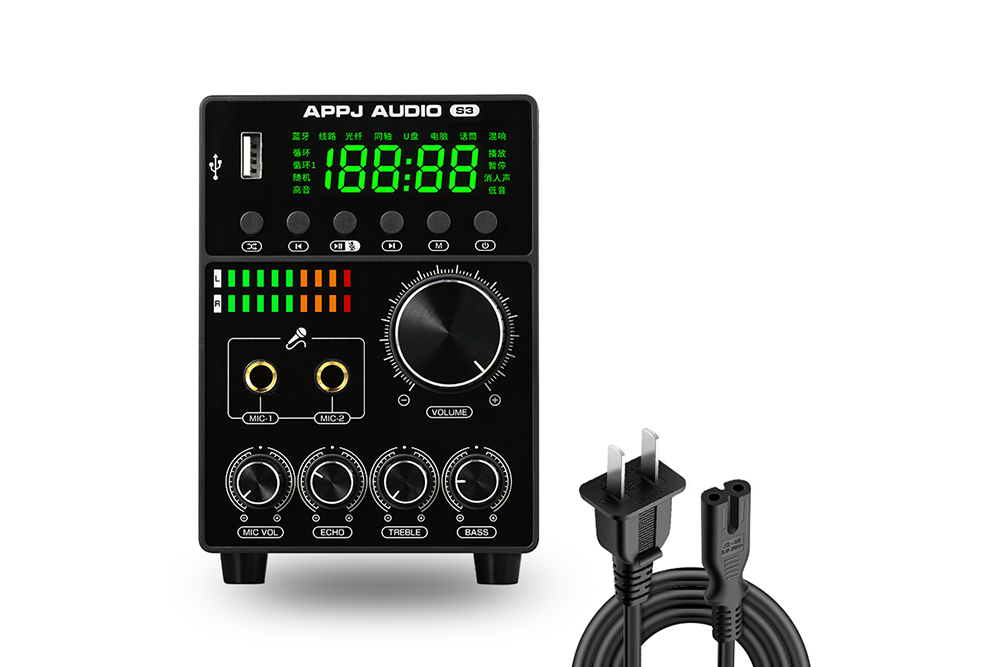 APPJ AUDIO S3
蓝牙 线路 光纤 同轴 U盘 电脑 话筒 混响
循环 188:88 播放
循环1 暂停
随机 消人声
高音 低音
M
L
R
MIC-1 MIC-2
VOLUME
MIC VOL ECHO TREBLE BASS